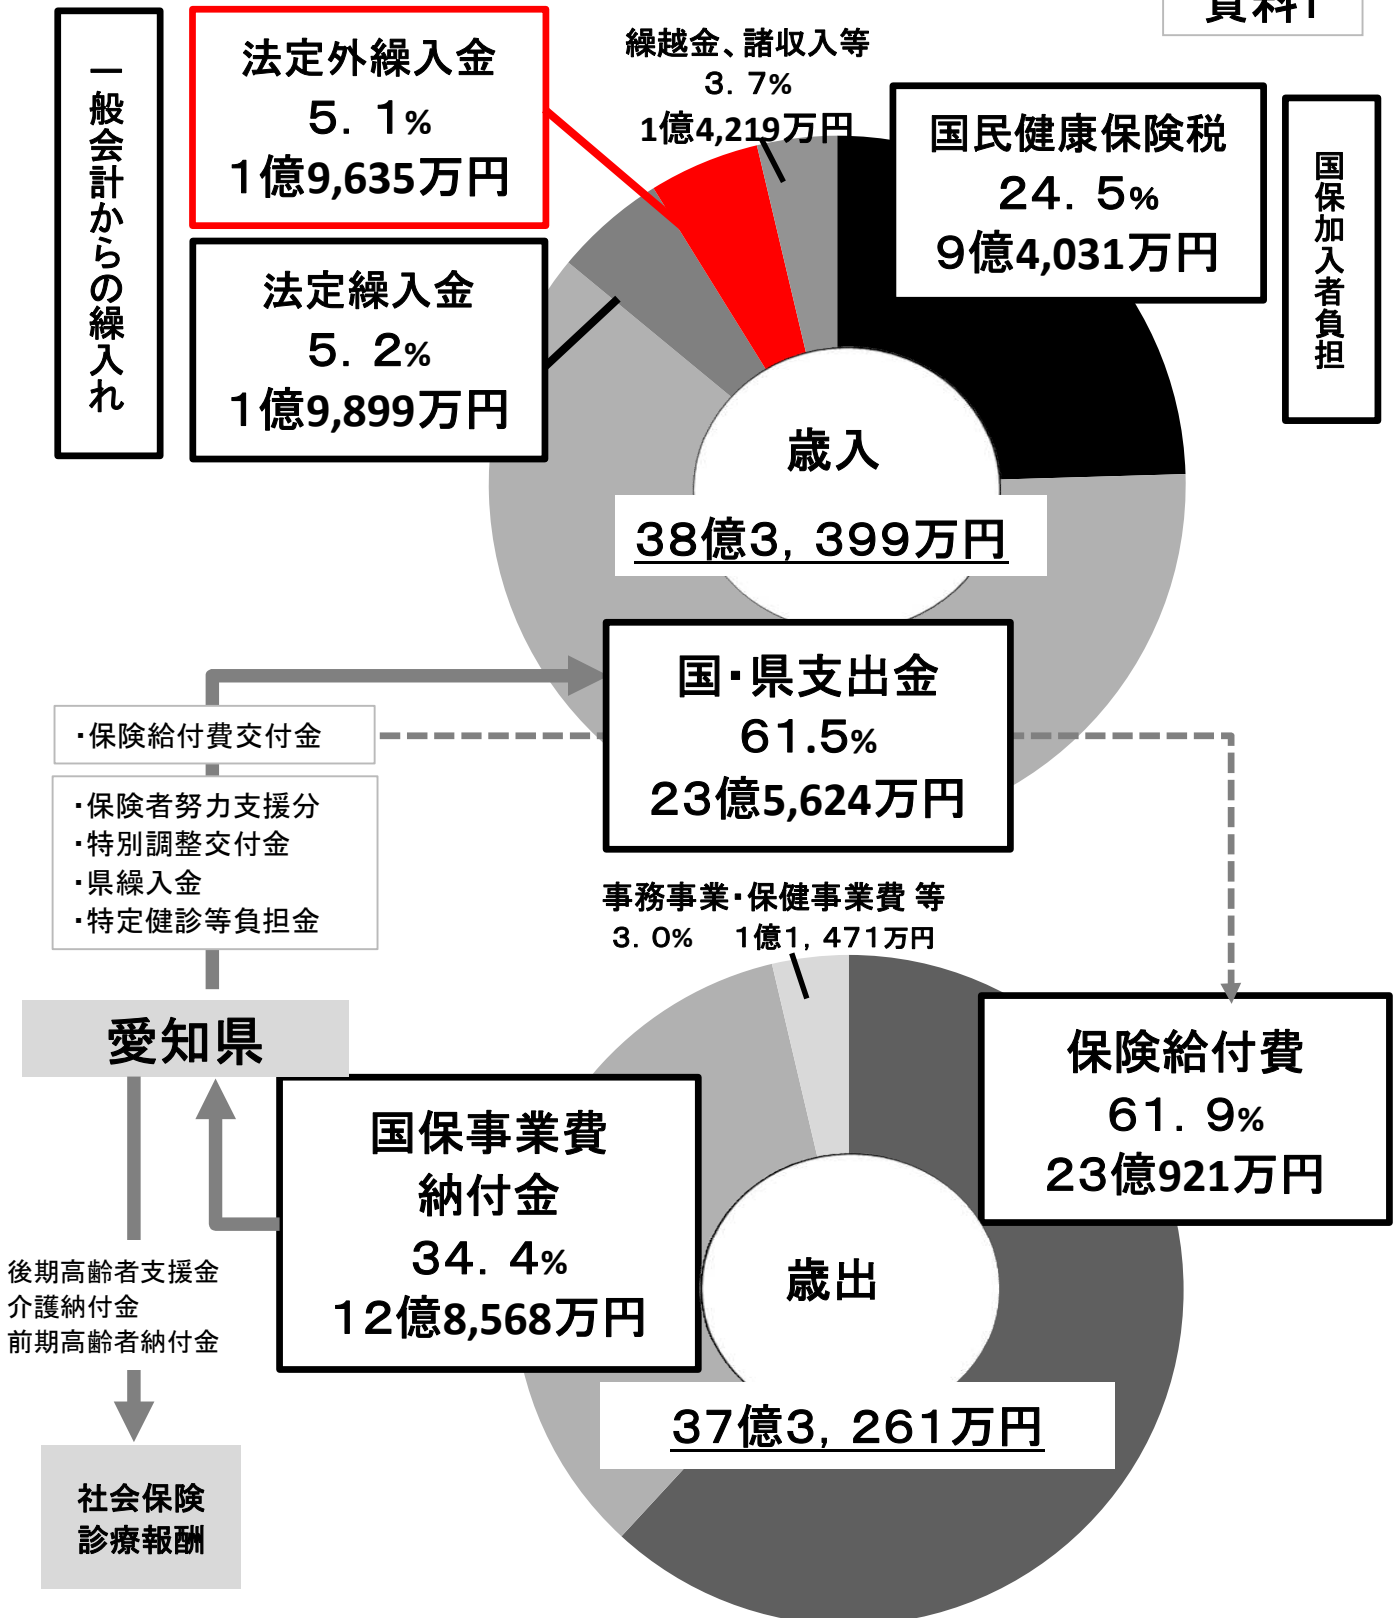 資料1
一般会計からの繰入れ
法定外繰入金
５．１%
１億9,635万円
法定繰入金
５．２%
１億9,899万円
繰越金、諸収入等
３．７%
1億4,219万円
国民健康保険税
２４．５%
９億4,031万円
国保加入者負担
歳入
３８億３，３９９万円
国・県支出金
６１.５%
２３億5,624万円
・保険給付費交付金
・保険者努力支援分
・特別調整交付金
・県繰入金
・特定健診等負担金
事務事業・保健事業費 等
３．０%　１億１，４７１万円
愛知県
保険給付費
６１．９%
２３億921万円
国保事業費
納付金
３４．４%
１２億8,568万円
歳出
３７億３，２６１万円
後期高齢者支援金
介護納付金
前期高齢者納付金
社会保険
診療報酬